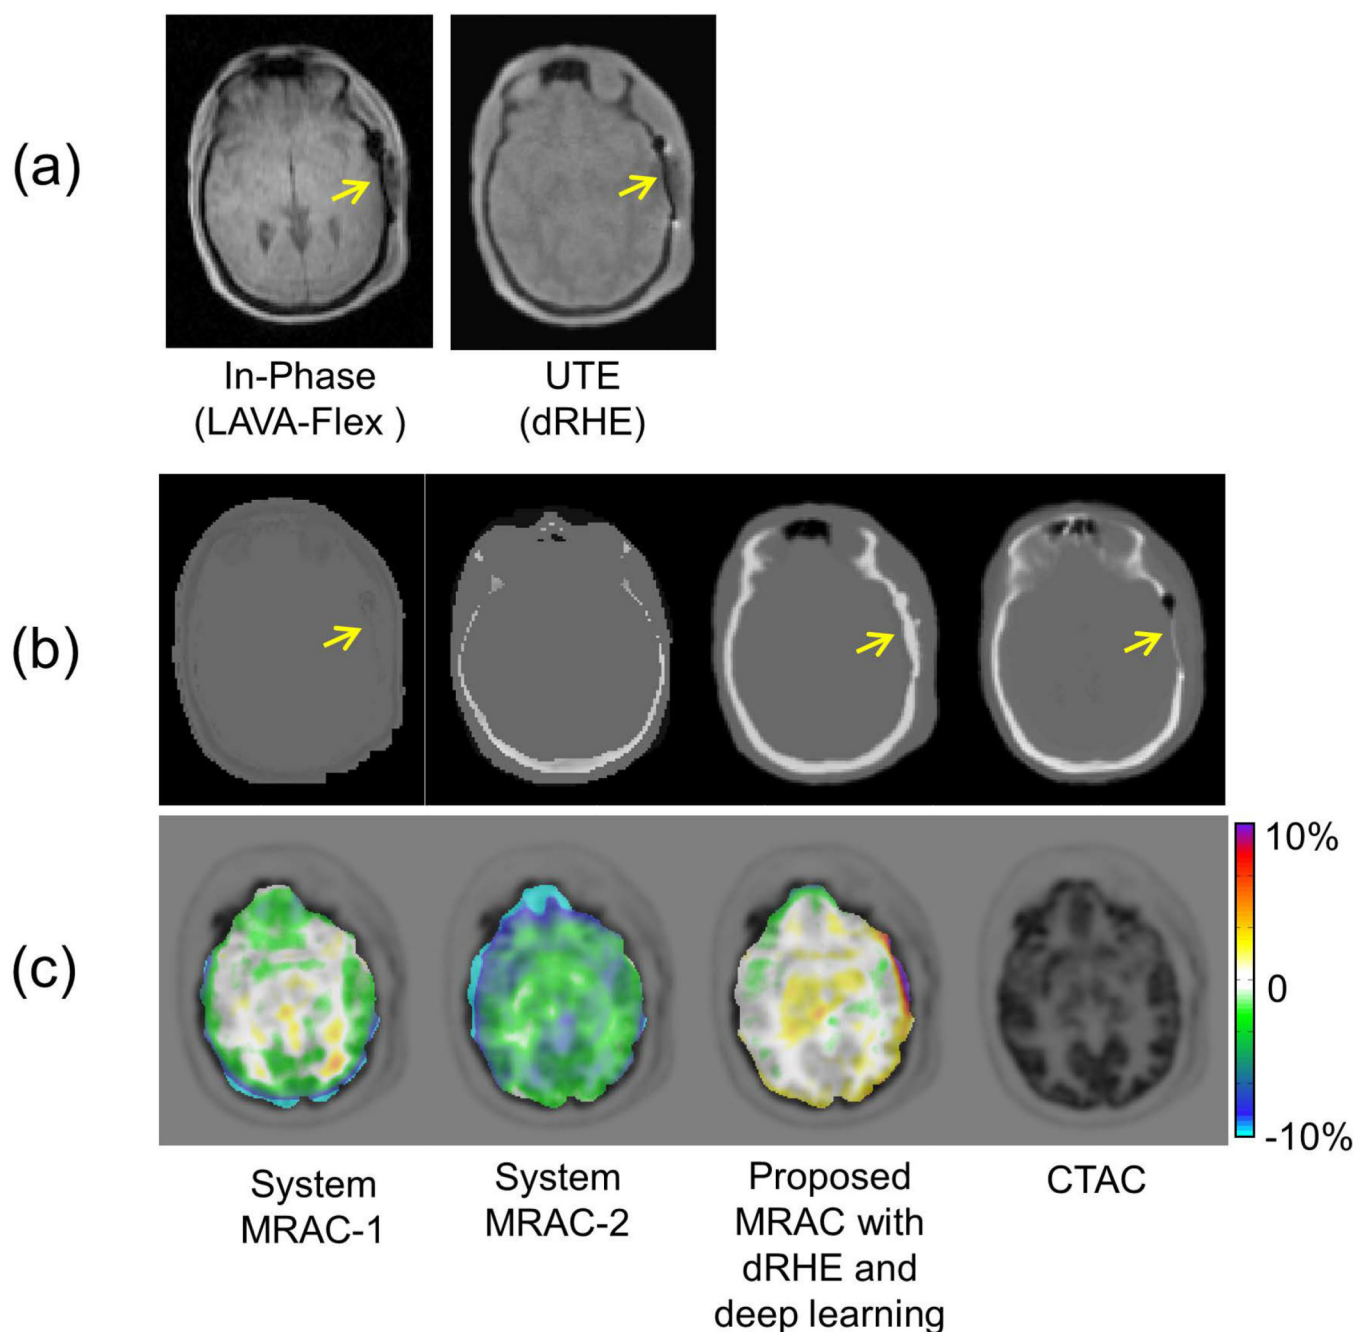 (a)
In-Phase
(LAVA-Flex )
UTE
(dRHE)
(b)
(c)
10%
0
-10%
System
MRAC-1
System
MRAC-2
Proposed
MRAC with
dRHE and
deep learning
CTAC